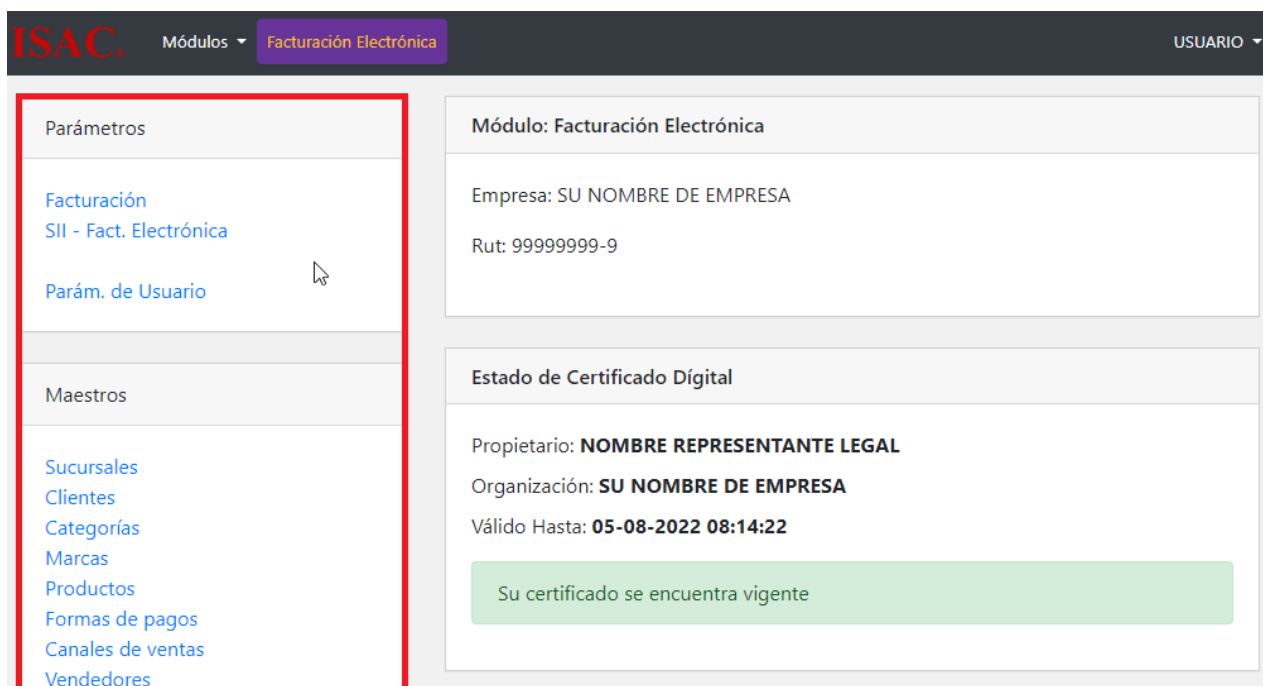 ISAC.
Módulos
Facturación Electrónica
USUARIO
Parámetros
Facturación
SII - Fact. Electrónica
Parám. de Usuario
Maestros
Sucursales
Clientes
Categorías
Marcas
Productos
Formas de pagos
Canales de ventas
Vendedores
Módulo: Facturación Electrónica
Empresa: SU NOMBRE DE EMPRESA
Rut: 99999999-9
Estado de Certificado Dígital
Propietario: NOMBRE REPRESENTANTE LEGAL
Organización: SU NOMBRE DE EMPRESA
Válido Hasta: 05-08-2022 08:14:22
Su certificado se encuentra vigente